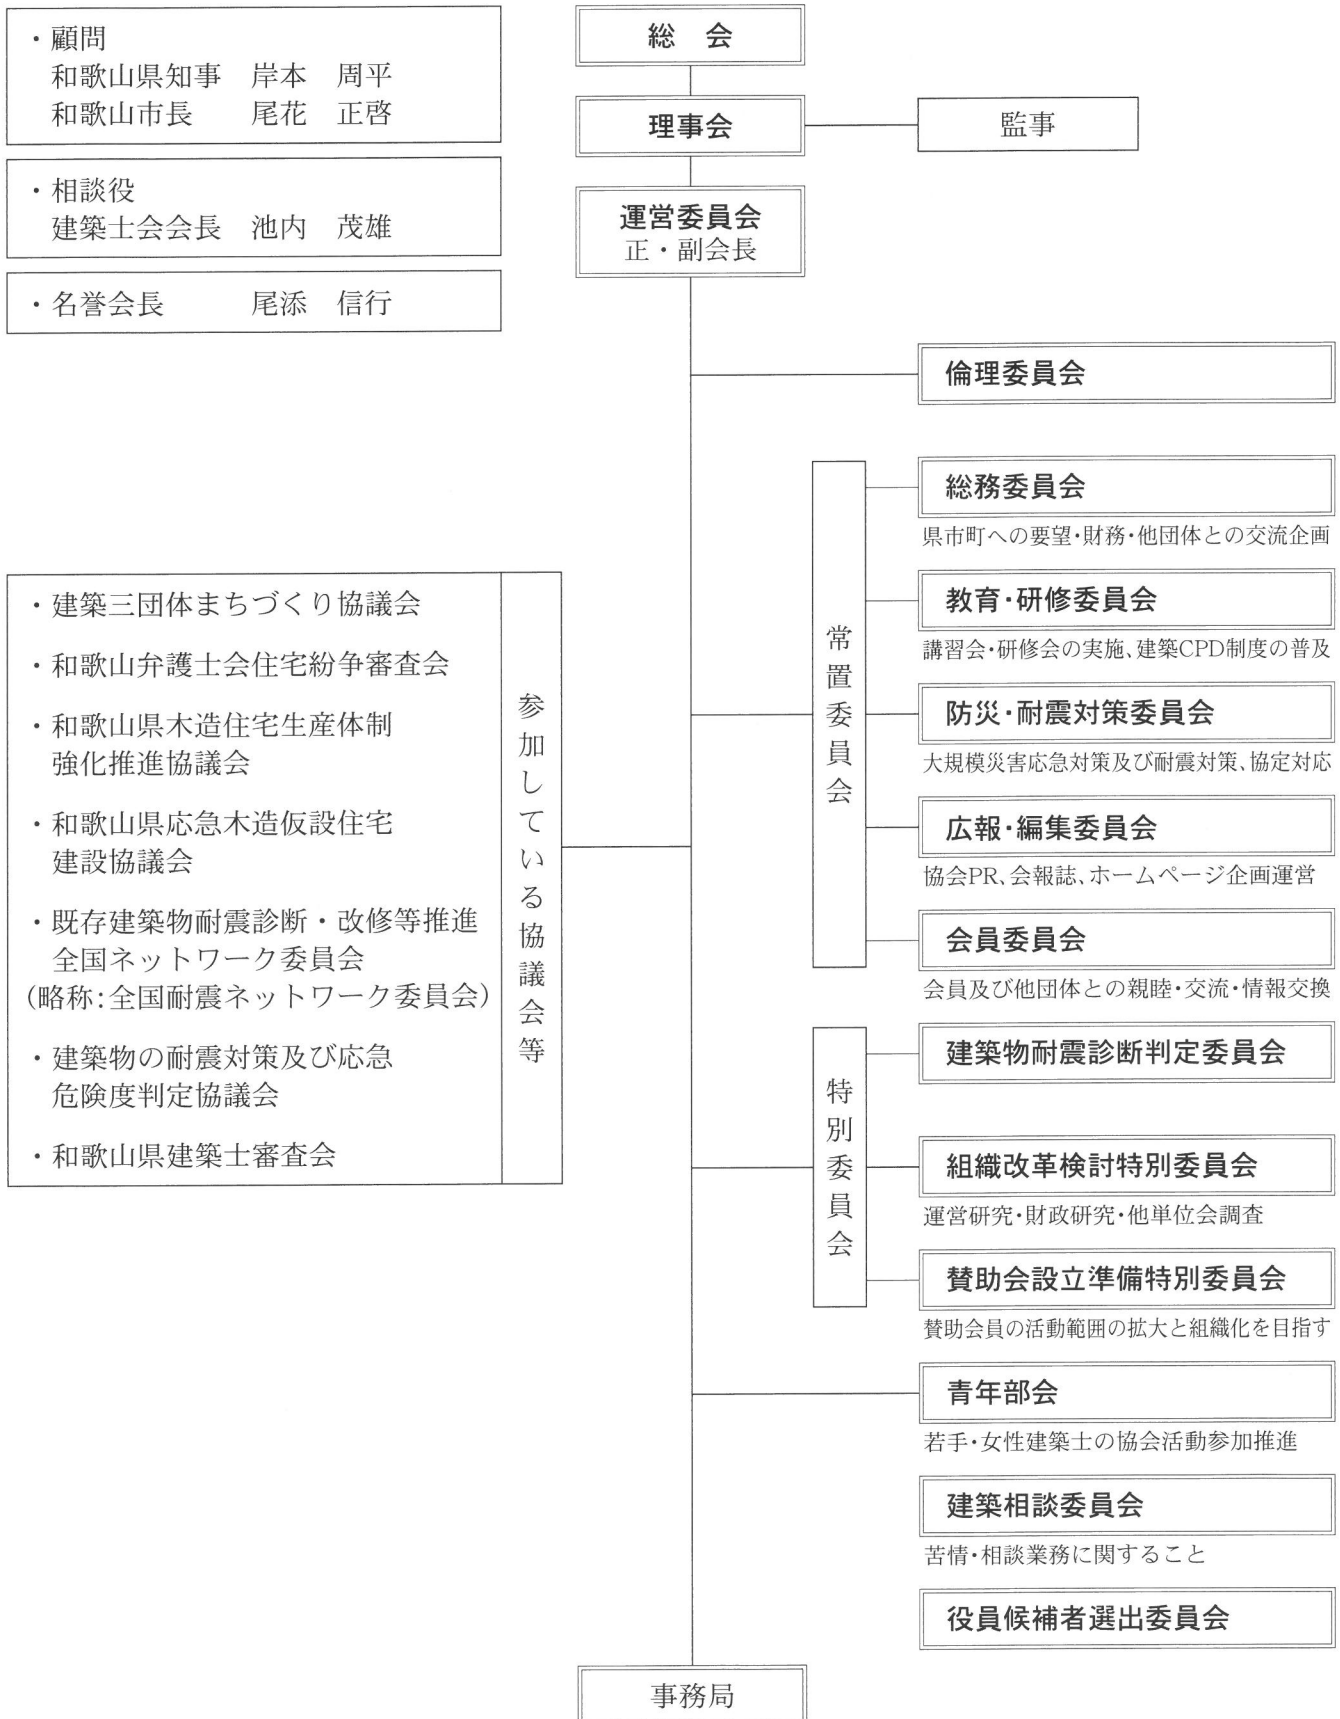 ・顧問
和歌山県知事　岸本　周平
和歌山市長　尾花　正啓
・相談役
建築士会会長　池内　茂雄
・名誉会長　尾添　信行
総　会
理事会
監事
運営委員会
正・副会長
倫理委員会
常置委員会
総務委員会
県市町への要望・財務・他団体との交流企画
教育・研修委員会
講習会・研修会の実施、建築CPD制度の普及
防災・耐震対策委員会
大規模災害応急対策及び耐震対策、協定対応
広報・編集委員会
協会PR、会報誌、ホームページ企画運営
会員委員会
会員及び他団体との親睦・交流・情報交換
参加している協議会等
・建築三団体まちづくり協議会
・和歌山弁護士会住宅紛争審査会
・和歌山県木造住宅生産体制
強化推進協議会
・和歌山県応急木造仮設住宅
建設協議会
・既存建築物耐震診断・改修等推進
全国ネットワーク委員会
（略称：全国耐震ネットワーク委員会）
・建築物の耐震対策及び応急
危険度判定協議会
・和歌山県建築士審査会
特別委員会
建築物耐震診断判定委員会
組織改革検討特別委員会
運営研究・財政研究・他単位会調査
賛助会設立準備特別委員会
賛助会員の活動範囲の拡大と組織化を目指す
青年部会
若手・女性建築士の協会活動参加推進
建築相談委員会
苦情・相談業務に関すること
役員候補者選出委員会
事務局